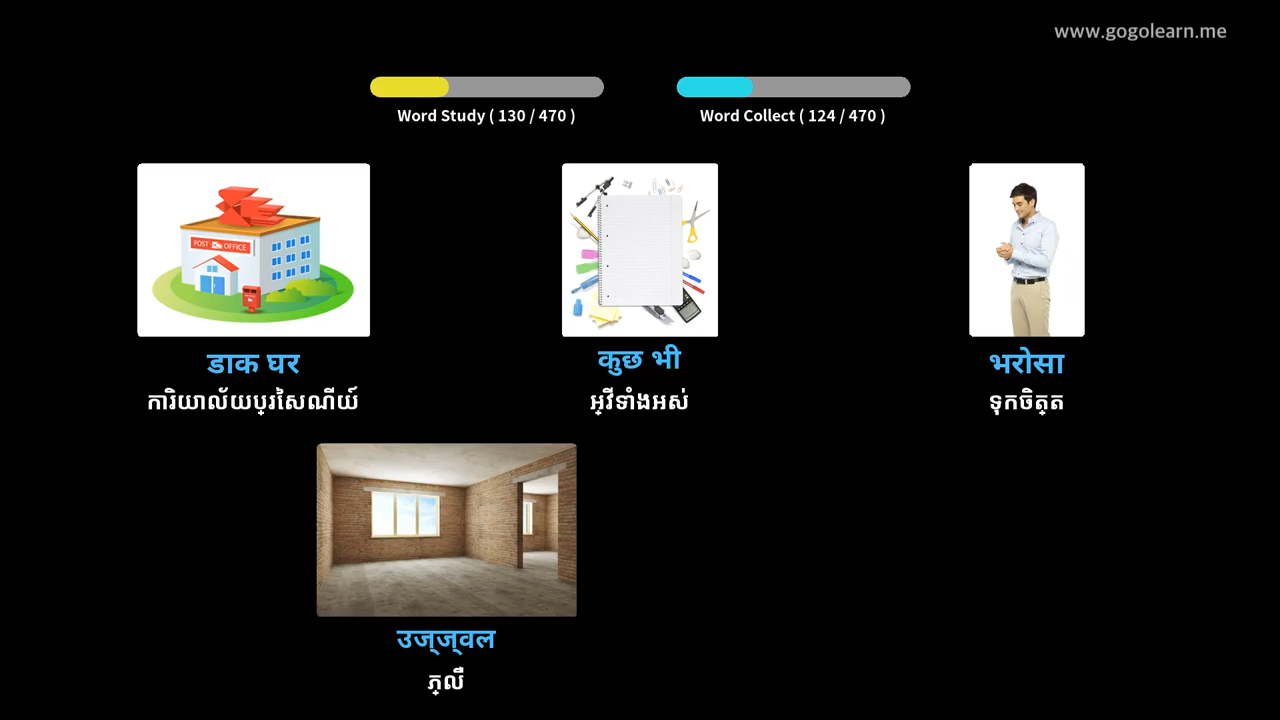 www.gogolearn.me
Word Study ( 130 / 470 )
Word Collect ( 124 / 470 )
POST OFFICE
डाक घर
ការិយាល័យប្រសៃណីយ៍
कुछ भी
អ្វីទាំងអស់
भरोसा
ទុកចិត្ត
उज्ज्वल
ភ្លឺ